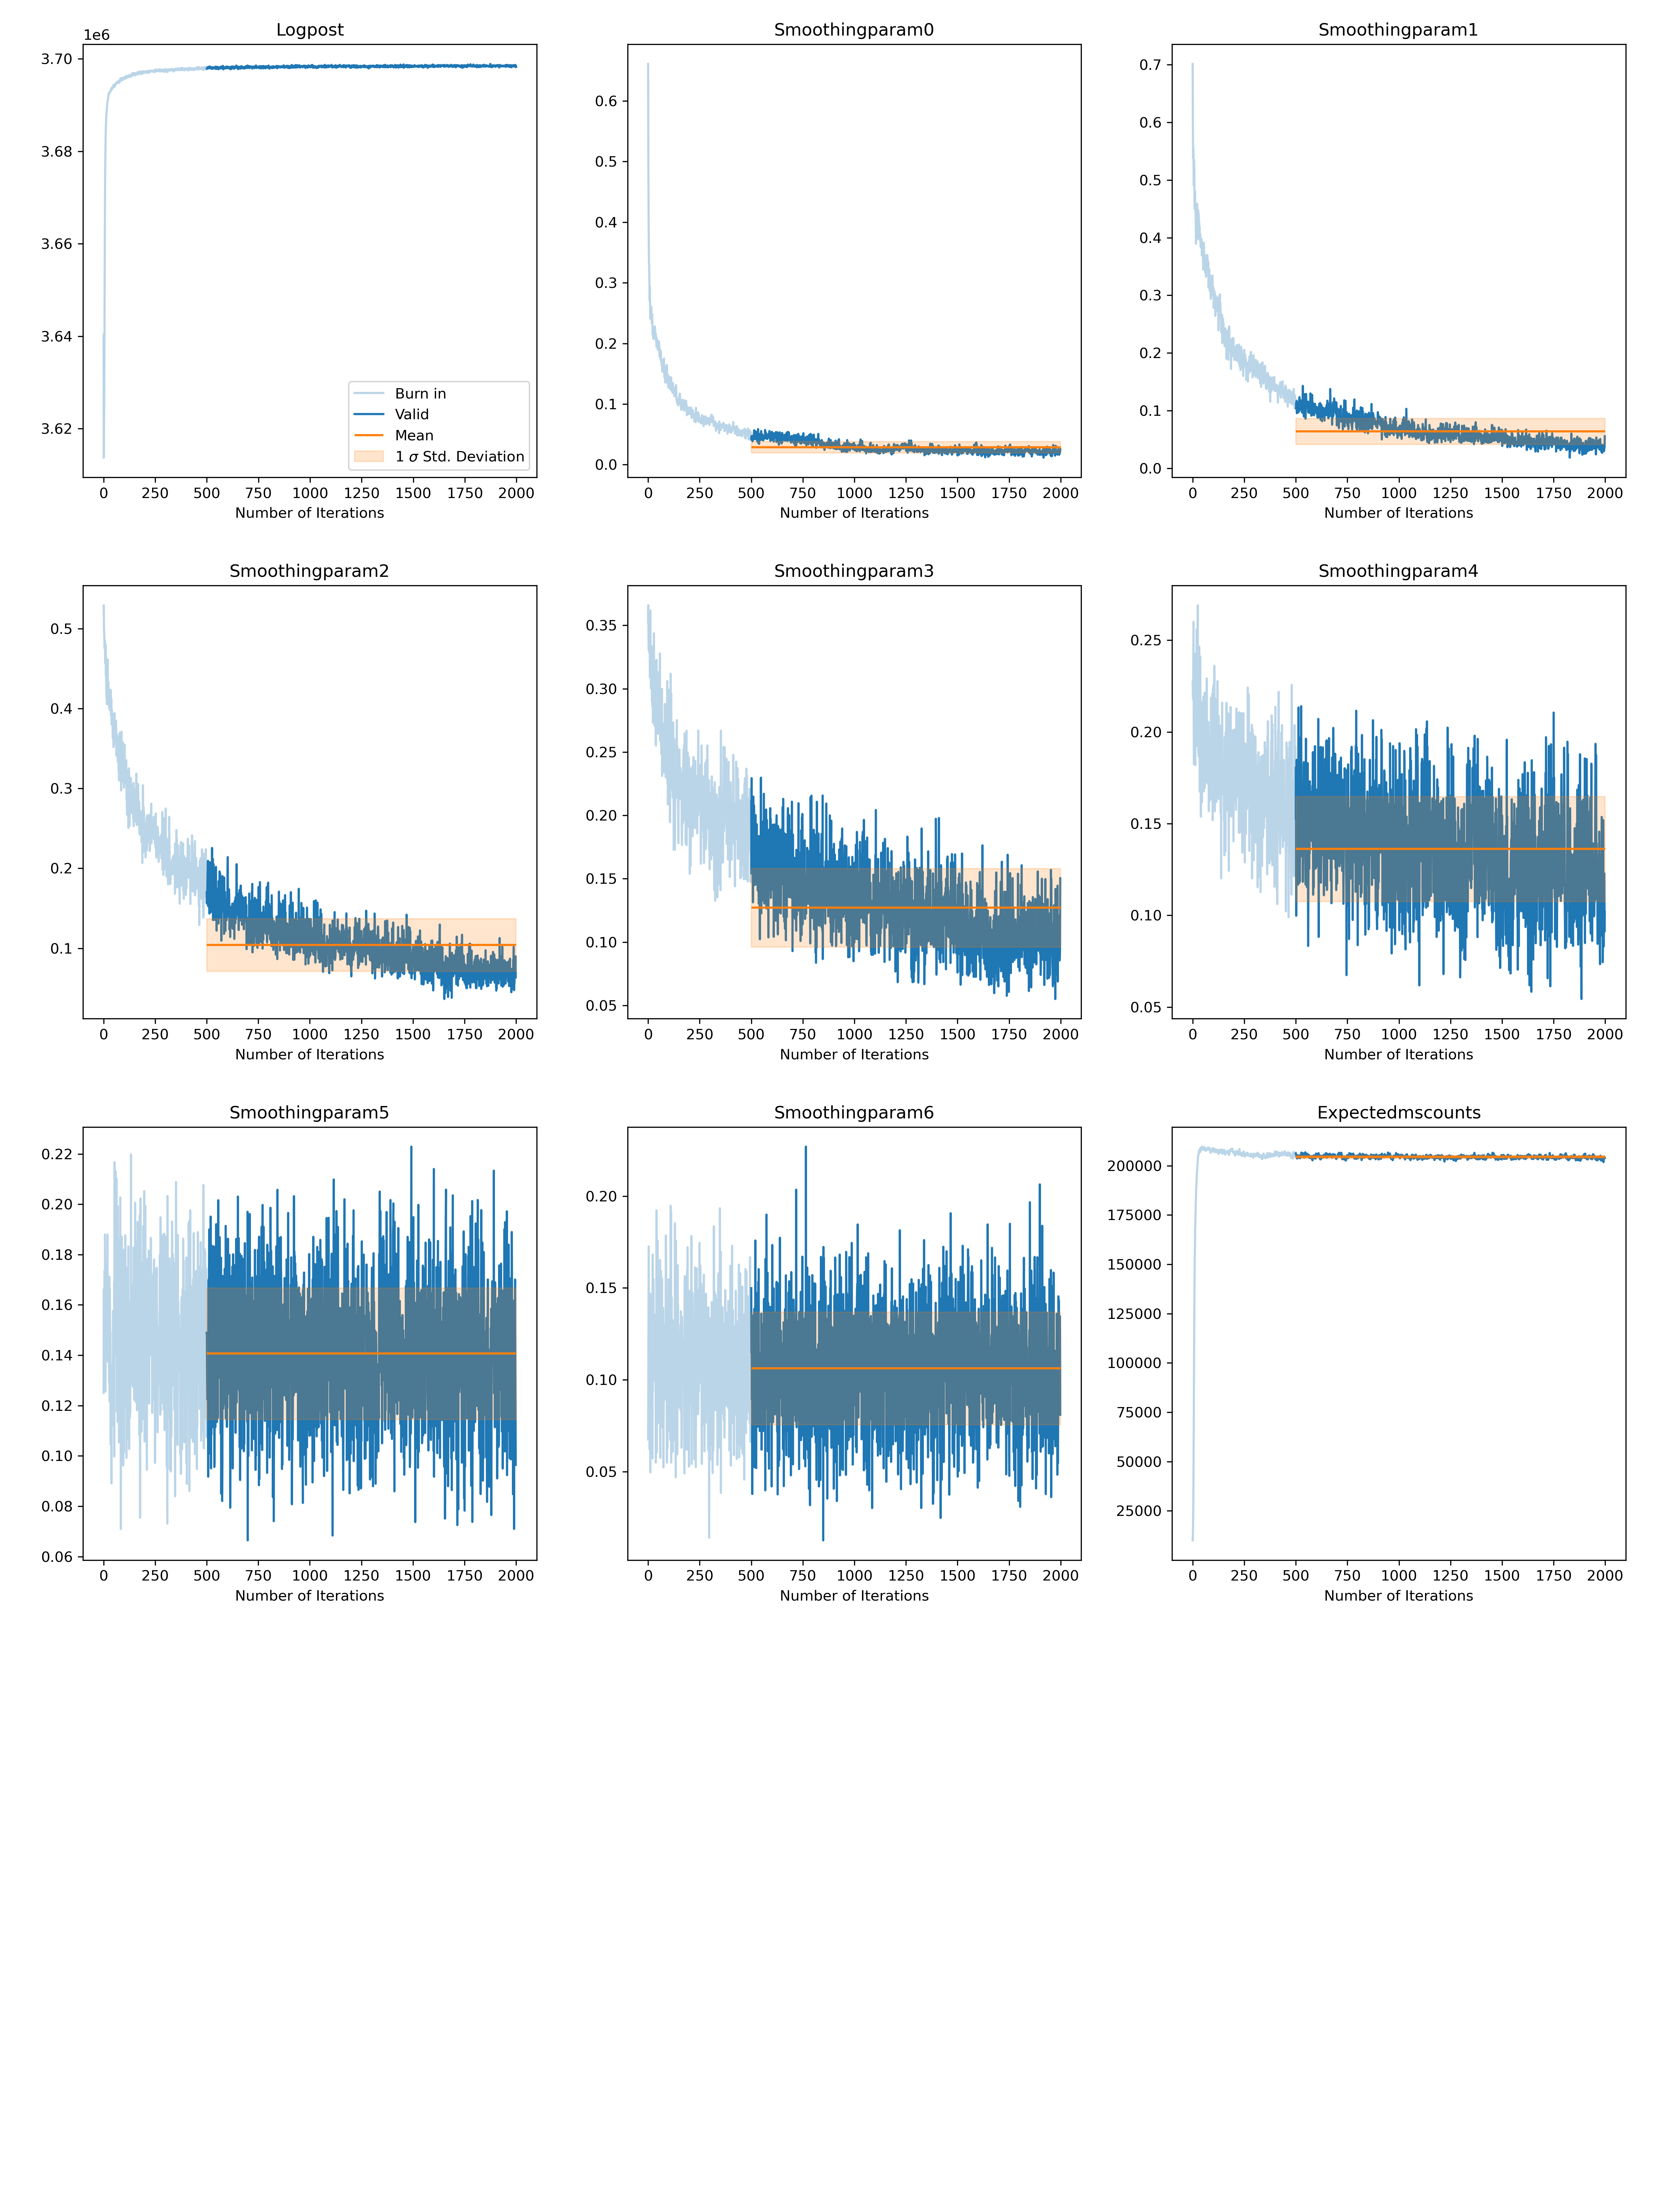 Logpost
1e6
3.70
3.68
3.66
3.64
3.62
Burn in
Valid
Mean
1 σ Std. Deviation
0 250 500 750 1000 1250 1500 1750 2000
Number of Iterations
Smoothingparam0
0.6
0.5
0.4
0.3
0.2
0.1
0.0
0 250 500 750 1000 1250 1500 1750 2000
Number of Iterations
Smoothingparam1
0.7
0.6
0.5
0.4
0.3
0.2
0.1
0.0
0 250 500 750 1000 1250 1500 1750 2000
Number of Iterations
Smoothingparam2
0.5
0.4
0.3
0.2
0.1
0 250 500 750 1000 1250 1500 1750 2000
Number of Iterations
Smoothingparam3
0.35
0.30
0.25
0.20
0.15
0.10
0.05
0 250 500 750 1000 1250 1500 1750 2000
Number of Iterations
Smoothingparam4
0.25
0.20
0.15
0.10
0.05
0 250 500 750 1000 1250 1500 1750 2000
Number of Iterations
Smoothingparam5
0.22
0.20
0.18
0.16
0.14
0.12
0.10
0.08
0.06
0 250 500 750 1000 1250 1500 1750 2000
Number of Iterations
Smoothingparam6
0.20
0.15
0.10
0.05
0 250 500 750 1000 1250 1500 1750 2000
Number of Iterations
Expectedmscounts
200000
175000
150000
125000
100000
75000
50000
25000
0 250 500 750 1000 1250 1500 1750 2000
Number of Iterations